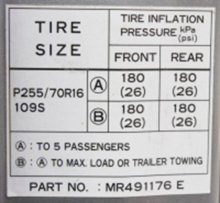 TIRE SIZE
TIRE INFLATION PRESSURE kPa (psi)
FRONT REAR
P255/70R16 109S
Ⓐ 180 (26) 180 (26)
Ⓑ 180 (26) 180 (26)
Ⓐ : TO 5 PASSENGERS
Ⓑ : Ⓐ TO MAX. LOAD OR TRAILER TOWING
PART NO. : MR491176 E